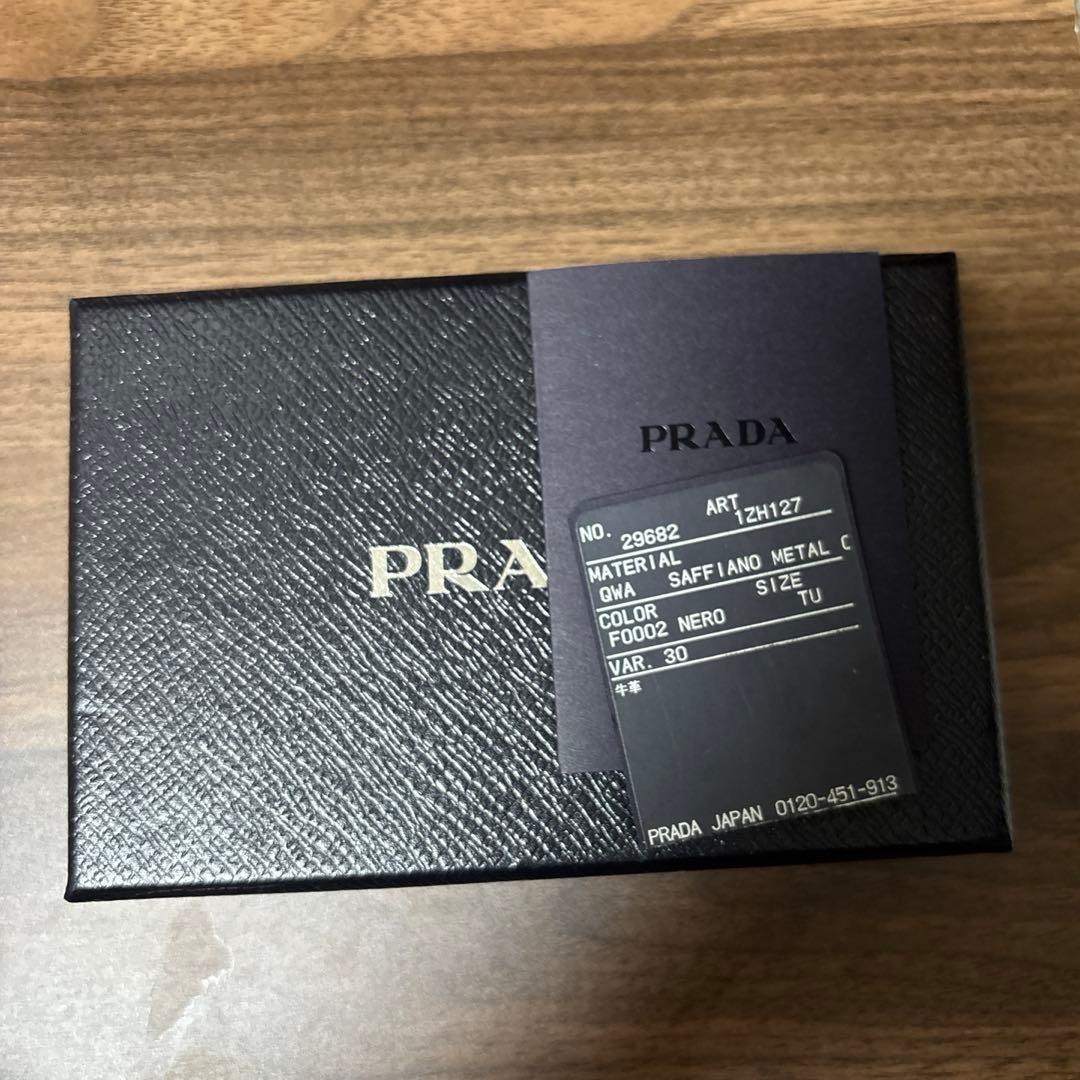 PRADA
PRA
NO. 29682 ART 1ZH127
MATERIAL
QWA SAFFIANO METAL C
COLOR SIZE
F0002 NERO TU
VAR. 30
牛革
PRADA JAPAN 0120-451-913